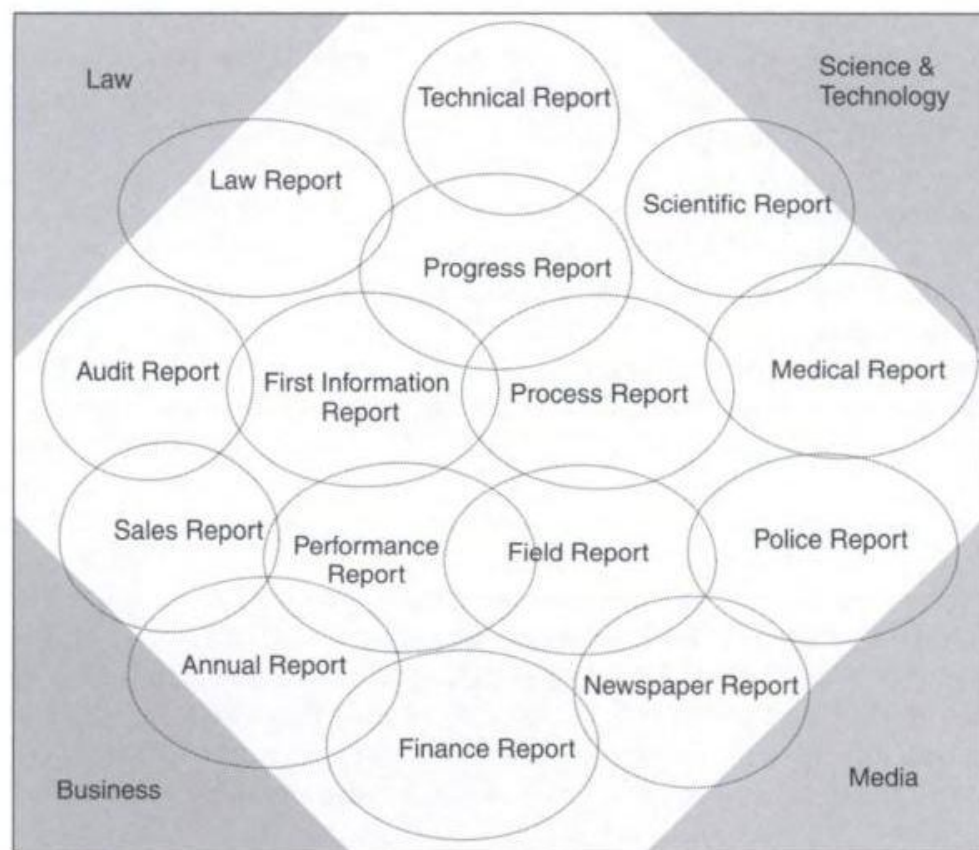 Law
Science &
Technology
Technical Report
Law Report
Scientific Report
Progress Report
Audit Report
First Information
Report
Process Report
Medical Report
Sales Report
Performance
Report
Field Report
Police Report
Annual Report
Newspaper Report
Finance Report
Business
Media